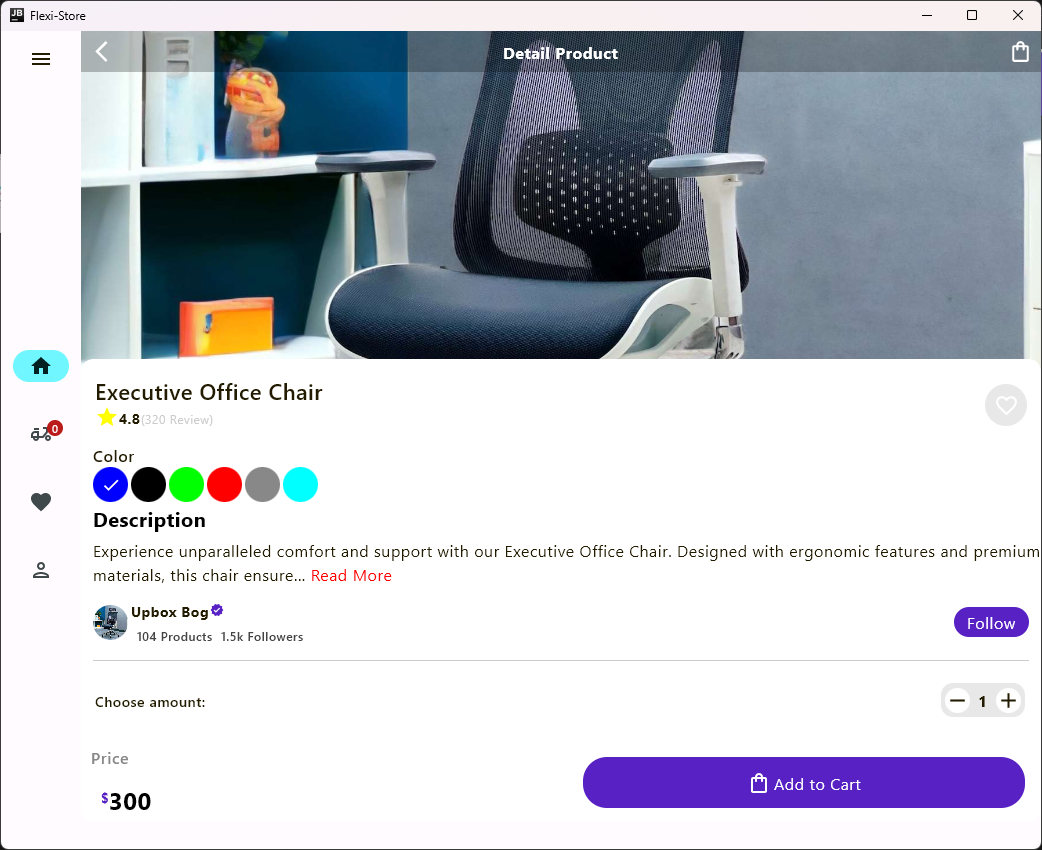 JB
Flexi-Store
Detail Product
Executive Office Chair
4.8(320 Review)
0
Color
Description
Experience unparalleled comfort and support with our Executive Office Chair. Designed with ergonomic features and premium
materials, this chair ensure... Read More
Upbox Bog
104 Products 1.5k Followers
Follow
Choose amount:
1
Price
$300
Add to Cart